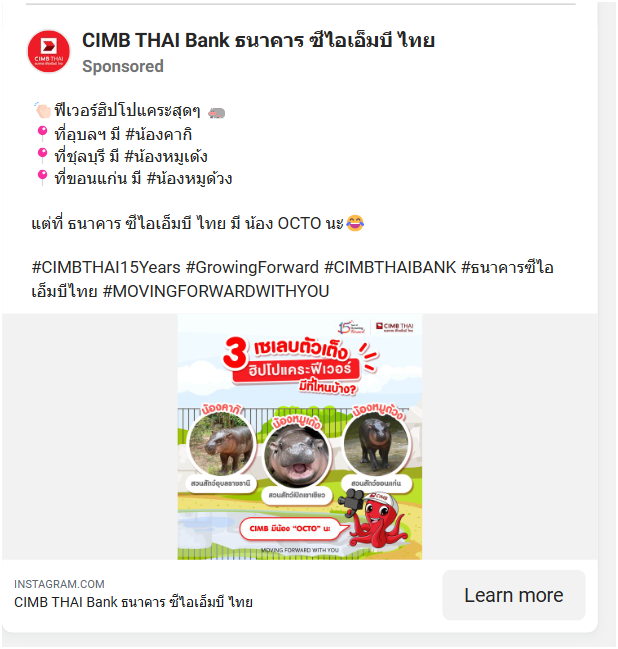 CIMB THAI Bank ธนาคาร ซีไอเอ็มบี ไทย
Sponsored
👏🏻ฟีเวอร์ฮิปโปแคระสุดๆ 🦛
📍 ที่อุบลฯ มี #น้องคากิ
📍 ที่ชุลบุรี มี #น้องหมูเด้ง
📍 ที่ขอนแก่น มี #น้องหมูด้วง
แต่ที่ ธนาคาร ซีไอเอ็มบี ไทย มี น้อง OCTO นะ😂
#CIMBTHAI15Years #GrowingForward #CIMBTHAIBANK #ธนาคารซีไอ
เอ็มบีไทย #MOVINGFORWARDWITHYOU
CIMB THAI
3 เซเลบตัวเต็ง
ฮิปโปแคระฟีเวอร์
มีที่ไหนบ้าง?
น้องคากิ
น้องหมูเด้ง
น้องหมูด้วง
สวนสัตว์อุบลราชธานี
สวนสัตว์เปิดเขาเขียว
สวนสัตว์ขอนแก่น
CIMB มีน้อง "OCTO" นะ
CIMB
MOVING FORWARD WITH YOU
INSTAGRAM.COM
CIMB THAI Bank ธนาคาร ซีไอเอ็มบี ไทย
Learn more